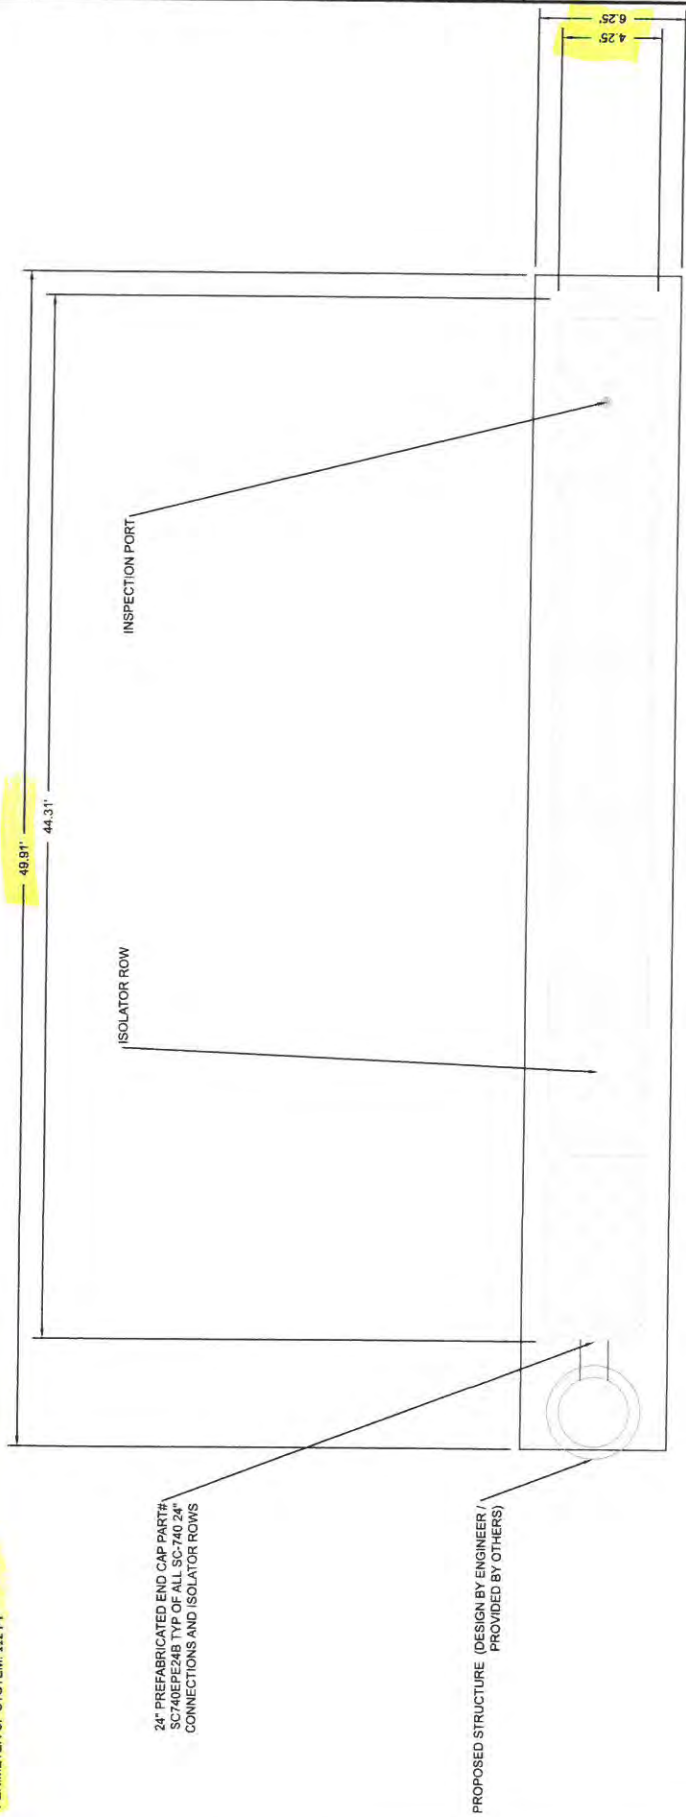 6.25'
4.25'
49.91'
44.31'
INSPECTION PORT
ISOLATOR ROW
24" PREFABRICATED END CAP PART#
SC740EPE24B TYP OF ALL SC-740 24"
CONNECTIONS AND ISOLATOR ROWS
PROPOSED STRUCTURE (DESIGN BY ENGINEER /
PROVIDED BY OTHERS)